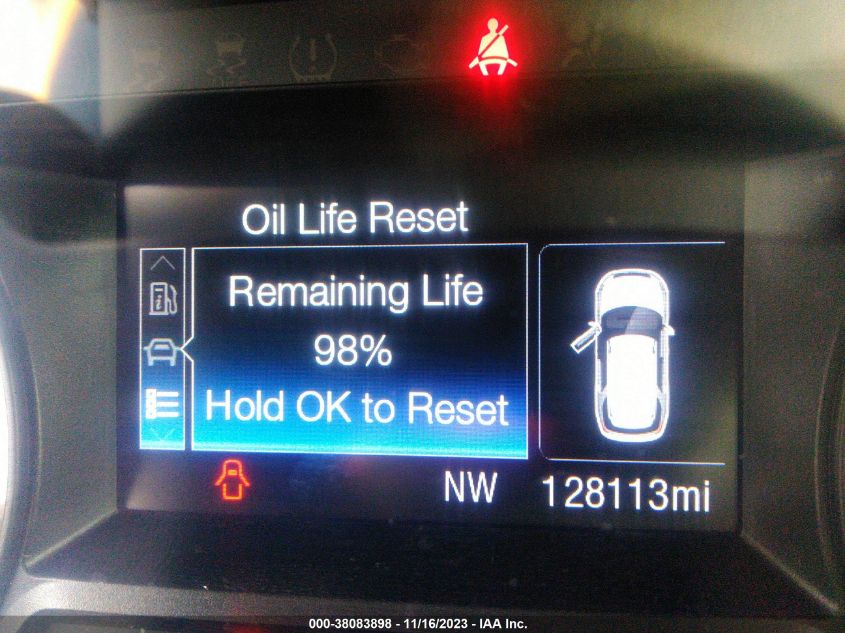 Oil Life Reset
Remaining Life
98%
Hold OK to Reset
NW
128113mi
000-38083898 - 11/16/2023 - IAA Inc.